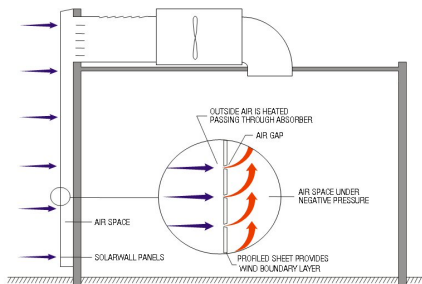 OUTSIDE AIR IS HEATED
PASSING THROUGH ABSORBER
AIR GAP
AIR SPACE UNDER
NEGATIVE PRESSURE
AIR SPACE
SOLARWALL PANELS
PROFILED SHEET PROVIDES
WIND BOUNDARY LAYER